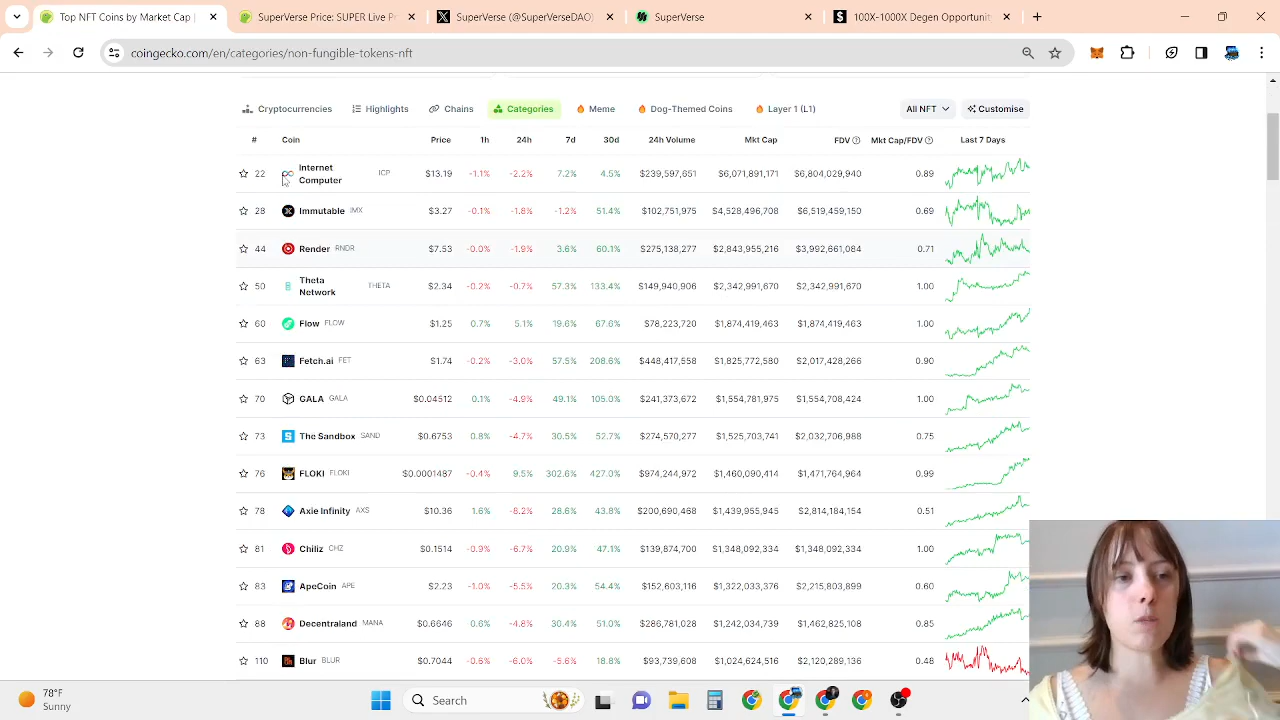 Top NFT Coins by Market Cap
SuperVerse Price: SUPER Live P
SuperVerse (@SuperVerseDAO)
SuperVerse
100X-1000X Degen Opportunit
coingecko.com/en/categories/non-fungible-tokens-nft
Cryptocurrencies Highlights Chains Categories Meme Dog-Themed Coins Layer 1 (L1) All NFT Customise
# Coin Price 1h 24h 7d 30d 24h Volume Mkt Cap FDV Mkt Cap/FDV Last 7 Days
22 Internet Computer ICP $13.19 -1.1% -2.2% 7.2% 4.5% $239,597,651 $6,071,891,171 $6,804,029,940 0.89
28 Immutable IMX $3.27 -0.1% -1.8% -1.2% 51.4% $102,751,975 $4,528,496,708 $6,519,459,150 0.69
44 Render RNDR $7.53 -0.0% -1.9% 3.6% 60.1% $275,138,277 $2,843,955,216 $3,992,661,084 0.71
50 Theta Network THETA $2.34 -0.2% -0.7% 57.3% 133.4% $149,940,906 $2,342,991,670 $2,342,991,670 1.00
60 Flow FLOW $1.25 0.7% 5.1% 19.6% 67.6% $78,223,720 $1,874,419,463 $1,874,419,463 1.00
63 Fetch.ai FET $1.74 -0.2% -3.0% 57.5% 208.6% $448,417,558 $1,825,772,580 $2,017,428,266 0.90
70 GALA GALA $0.04512 0.1% -4.9% 49.1% 105.0% $241,373,672 $1,554,781,975 $1,554,708,424 1.00
73 The Sandbox SAND $0.6753 0.8% -4.7% 30.5% 52.7% $274,570,277 $1,525,703,741 $2,032,706,988 0.75
76 FLOKI FLOKI $0.0001487 -0.4% 9.5% 302.6% 427.0% $974,244,972 $1,460,090,414 $1,471,764,964 0.99
78 Axie Infinity AXS $10.36 1.6% -8.2% 28.6% 43.8% $200,690,468 $1,439,955,945 $2,814,184,154 0.51
81 Chiliz CHZ $0.1514 -0.9% -6.7% 20.9% 47.1% $139,874,700 $1,348,092,334 $1,348,092,334 1.00
83 ApeCoin APE $2.23 -1.0% -5.5% 20.3% 54.4% $152,603,116 $1,322,033,376 $2,215,803,899 0.60
88 Decentraland MANA 0.6% -4.8% 30.4% 51.0% $286,781,028 $1,242,034,739 $1,462,825,108 0.85
110 Blur BLUR $0.7044 -0.5% -6.0% -5.6% 18.8% $93,739,608 $1,024,624,516 $2,120,289,136 0.48
78°F
Sunny
Search